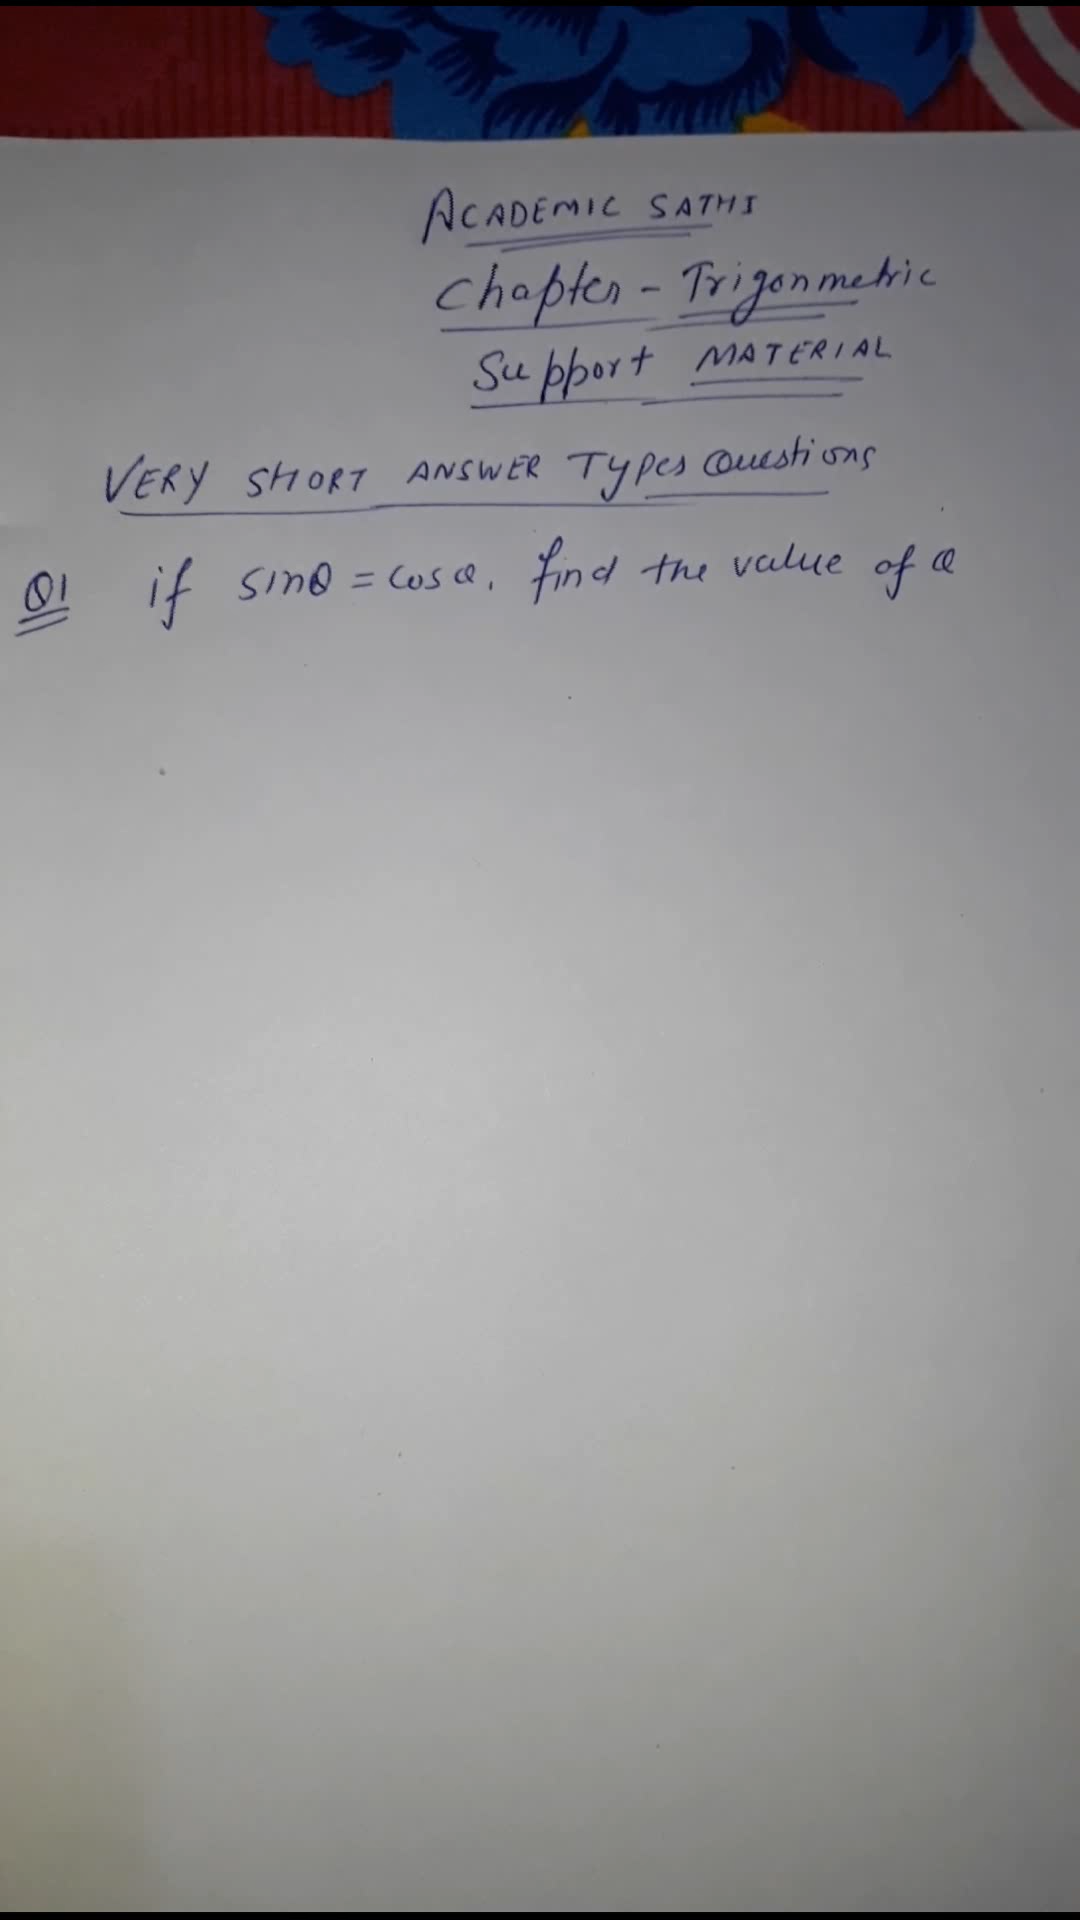 ACADEMIC SATHI
Chapter - Trigonmetric
Support MATERIAL
VERY SHORT ANSWER Types Questions
Q1 if sinθ = cosθ, find the value of θ